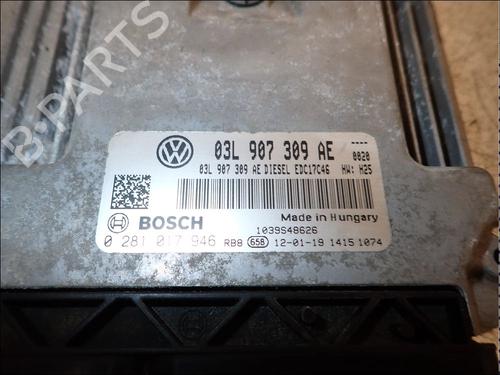 B-PARTS
03L 907 309 AE ----
03L 907 309 AE DIESEL EDC17C46 0020
HW: H25
BOSCH
Made in Hungary
1039S48626
0 281 017 946 RB8 65B 12-01-19 1415 1074